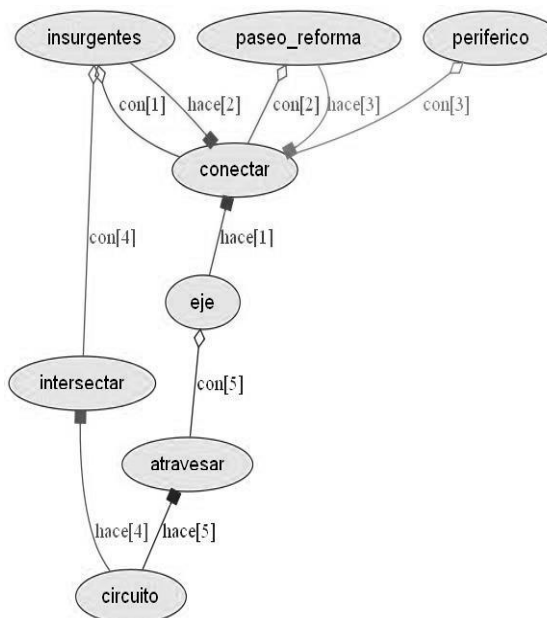 insurgentes paseo_reforma periferico
con[1] hace[2] con[2] hace[3] con[3]
conectar
con[4] hace[1]
eje
intersectar con[5]
atravesar
hace[4] hace[5]
circuito